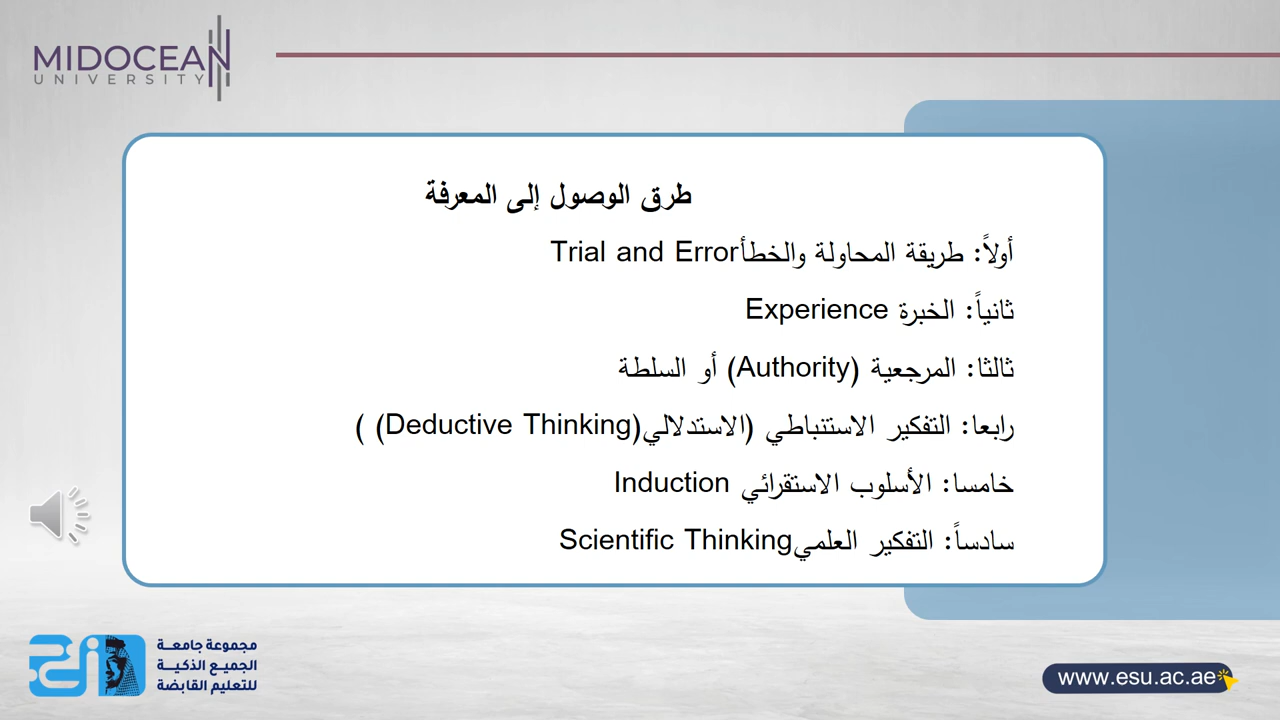 MIDOCEAN
UNIVERSITY
طرق الوصول إلى المعرفة
أولاً: طريقة المحاولة والخطأTrial and Error
ثانياً: الخبرة Experience
ثالثا: المرجعية (Authority) أو السلطة
رابعا: التفكير الاستنباطي (الاستدلالي(Deductive Thinking) )
خامسا: الأسلوب الاستقرائي Induction
سادساً: التفكير العلميScientific Thinking
مجموعة جامعة
الجميع الذكية
للتعليم القابضة
www.esu.ac.ae